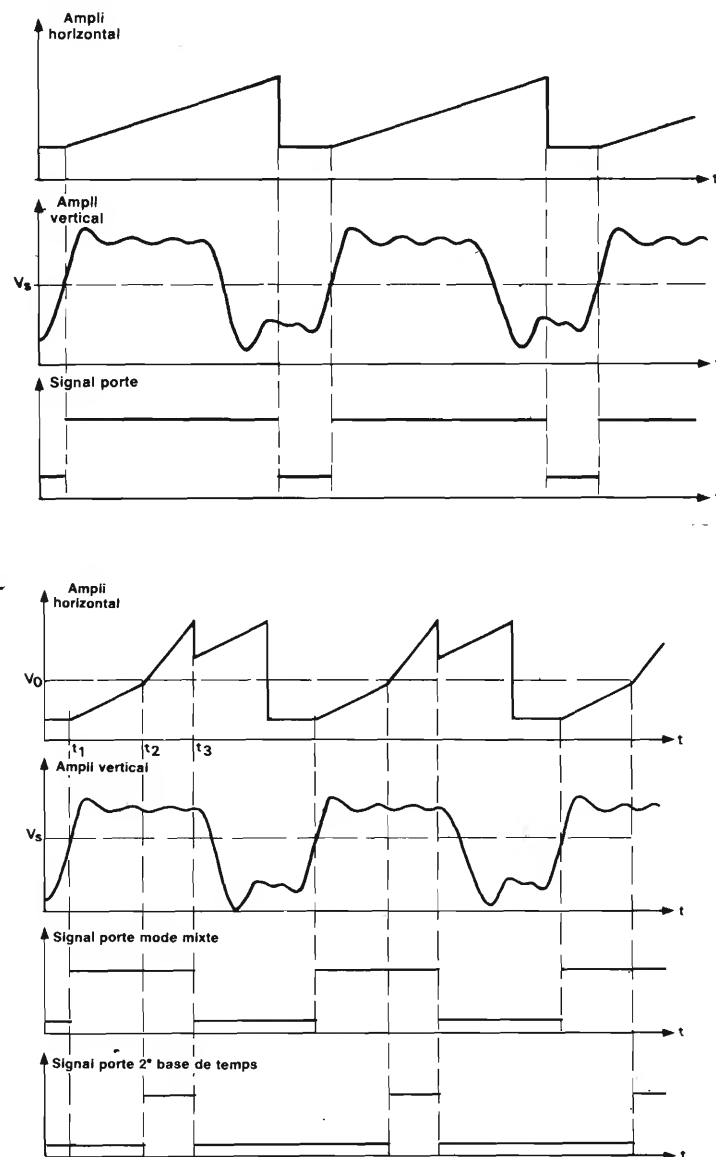 Ampli
horizontal
t
Ampli
vertical
Vs
t
Signal porte
t
Ampli
horizontal
Vo
t1 t2 t3 t
Ampli vertical
Vs
t
Signal porte mode mixte
t
Signal porte 2e base de temps
t